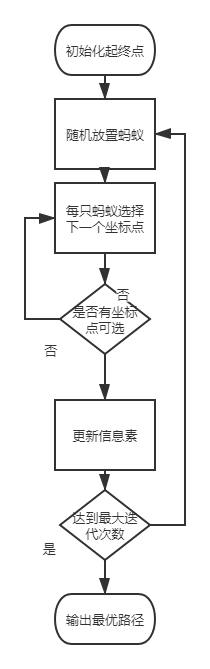 初始化起终点
随机放置蚂蚁
每只蚂蚁选择
下一个坐标点
否
是否有坐标
点可选
否
更新信息素
达到最大迭
代次数
是
输出最优路径